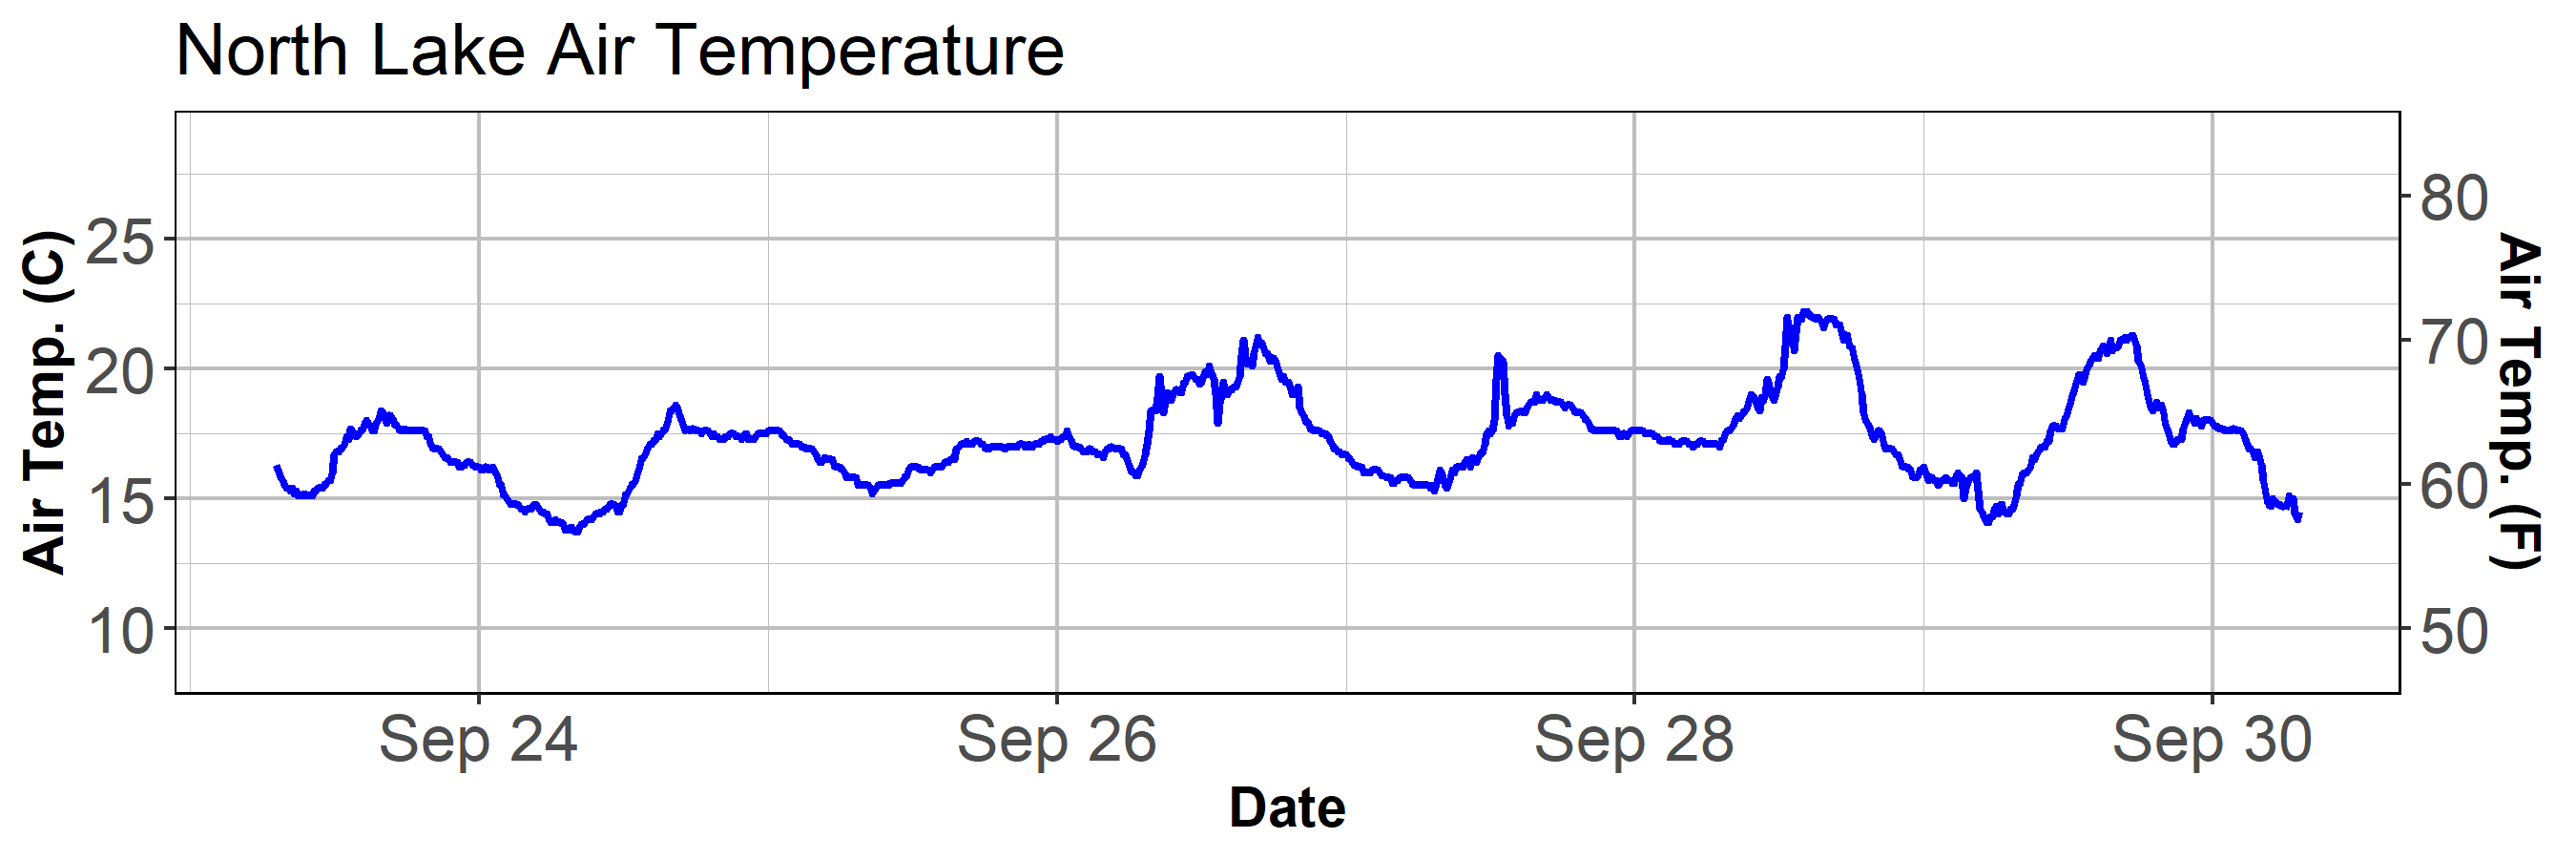 North Lake Air Temperature
Air Temp. (C)
25
20
15
10
80
70
60
50
Air Temp. (F)
Sep 24
Sep 26
Sep 28
Sep 30
Date